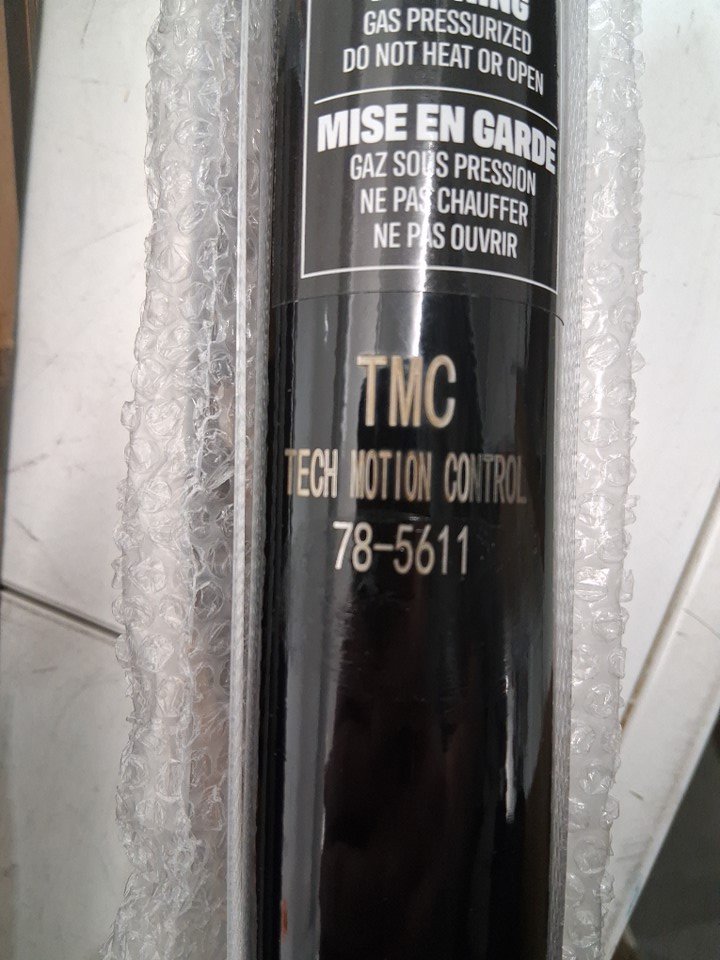 GAS PRESSURIZED
DO NOT HEAT OR OPEN
MISE EN GARDE
GAZ SOUS PRESSION
NE PAS CHAUFFER
NE PAS OUVRIR
TMC
TECH MOTION CONTROL
78-5611